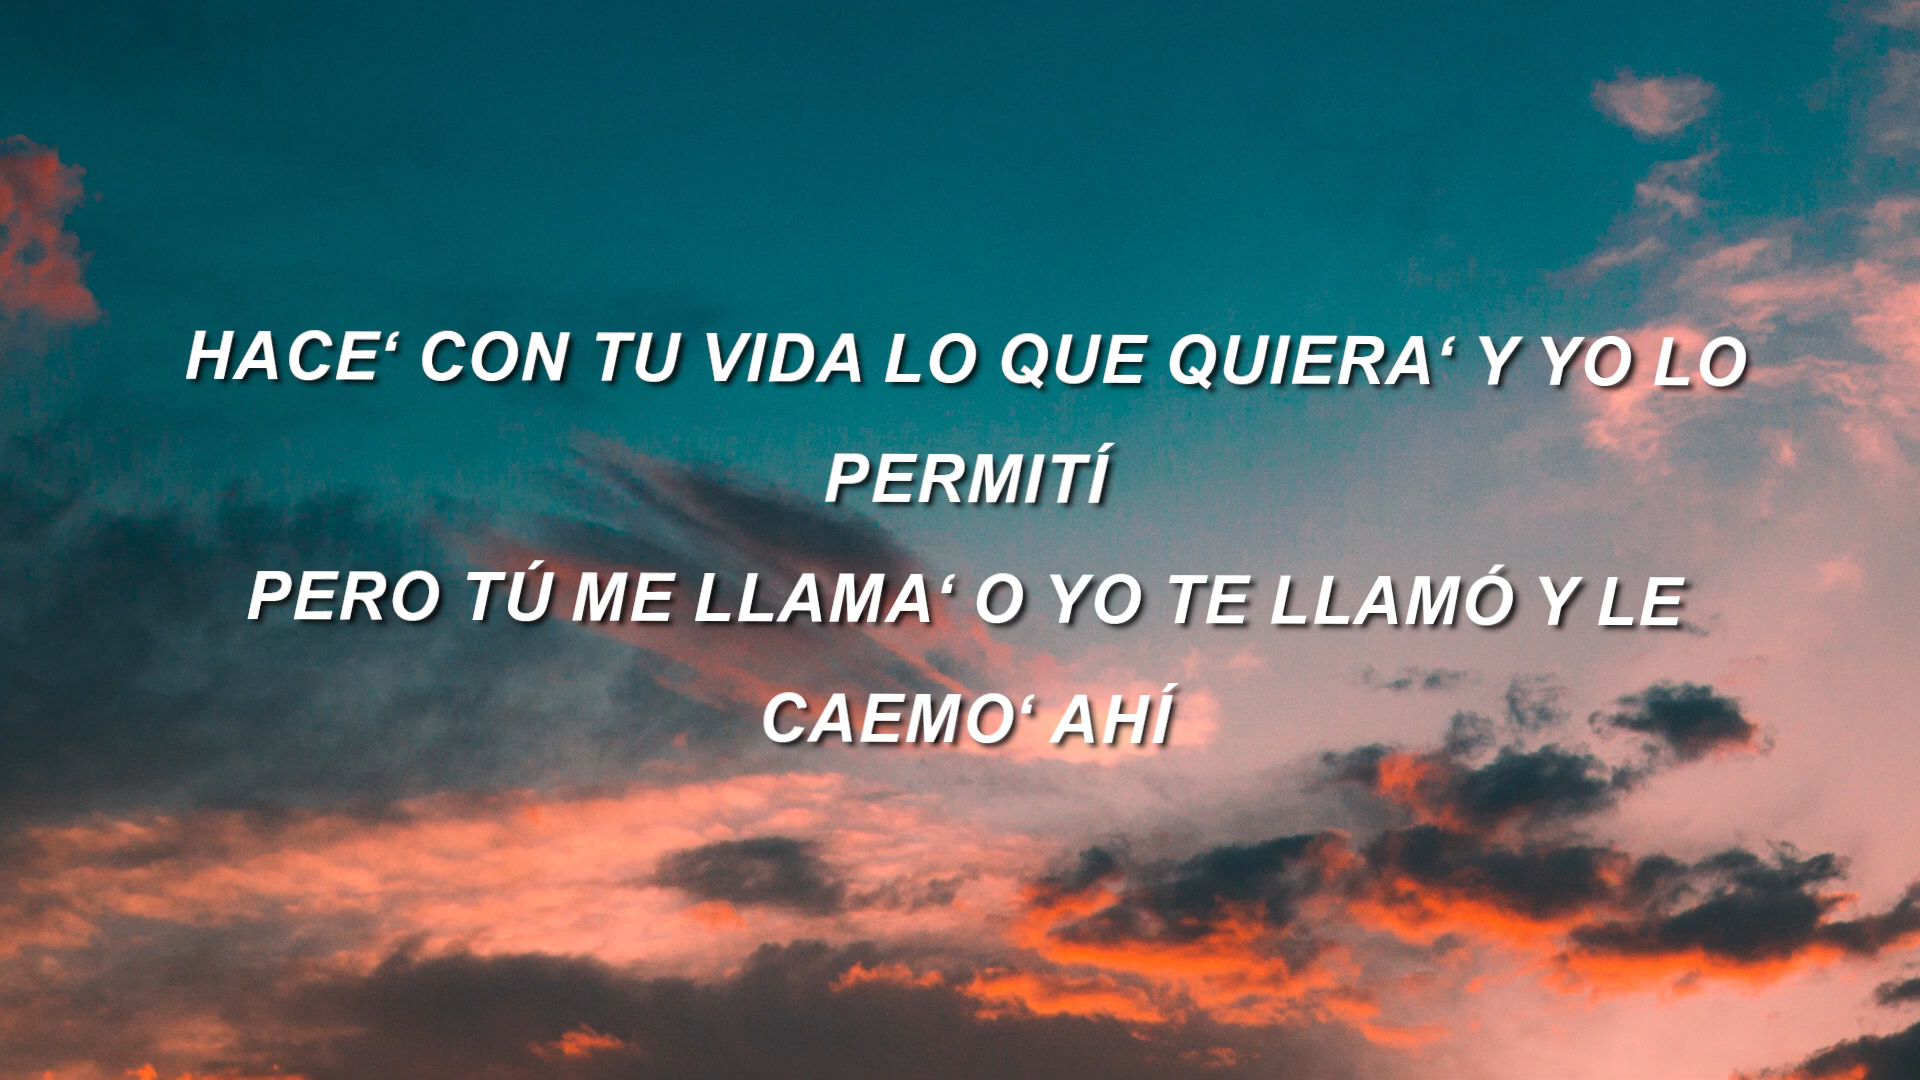 HACE‘ CON TU VIDA LO QUE QUIERA‘ Y YO LO
PERMITÍ
PERO TÚ ME LLAMA‘ O YO TE LLAMÓ Y LE
CAEMO‘ AHÍ